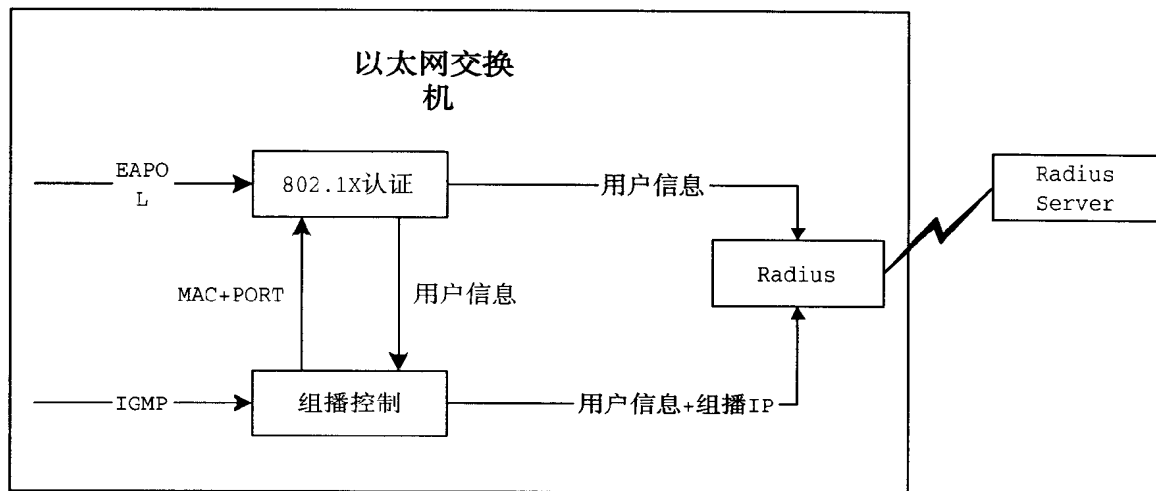 以太网交换
机
EAPO
L
802.1X认证
用户信息
Radius
Server
Radius
MAC+PORT
用户信息
IGMP
组播控制
用户信息+组播IP